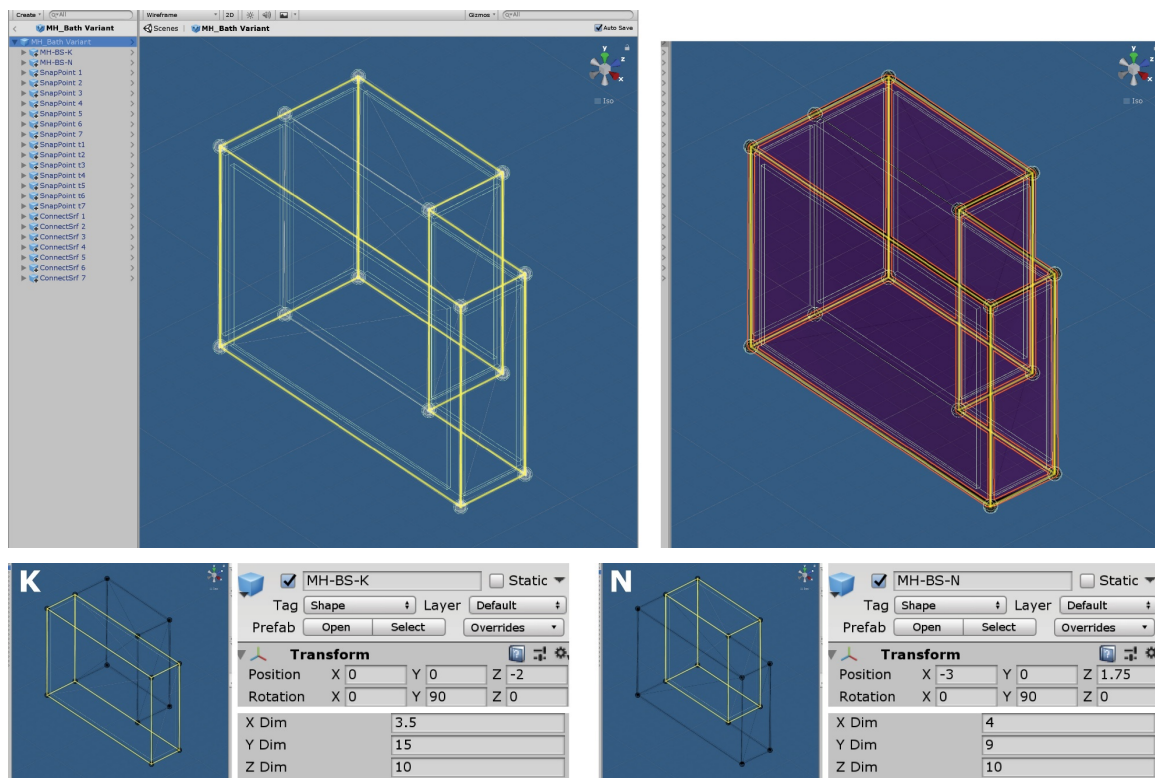 Create
Q▾All
Wireframe
2D
Gizmos
Q▾All
MH_Bath Variant
Scenes
MH_Bath Variant
Auto Save
MH_Bath Variant
MH-BS-K
MH-BS-N
SnapPoint 1
SnapPoint 2
SnapPoint 3
SnapPoint 4
SnapPoint 5
SnapPoint 6
SnapPoint 7
SnapPoint t1
SnapPoint t2
SnapPoint t3
SnapPoint t4
SnapPoint t5
SnapPoint t6
SnapPoint t7
ConnectSrf 1
ConnectSrf 2
ConnectSrf 3
ConnectSrf 4
ConnectSrf 5
ConnectSrf 6
ConnectSrf 7
y
z
x
Iso
y
z
x
Iso
K
MH-BS-K
Static
Tag Shape Layer Default
Prefab Open Select Overrides
Transform
Position X 0 Y 0 Z -2
Rotation X 0 Y 90 Z 0
X Dim 3.5
Y Dim 15
Z Dim 10
N
MH-BS-N
Static
Tag Shape Layer Default
Prefab Open Select Overrides
Transform
Position X -3 Y 0 Z 1.75
Rotation X 0 Y 90 Z 0
X Dim 4
Y Dim 9
Z Dim 10